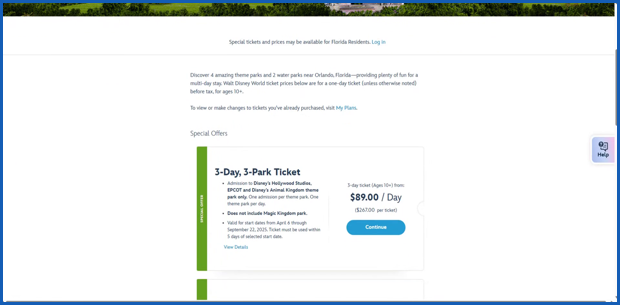 Special tickets and prices may be available for Florida Residents. Log in
Discover 4 amazing theme parks and 2 water parks near Orlando, Florida—providing plenty of fun for a
multi-day stay. Walt Disney World ticket prices below are for a one-day ticket (unless otherwise noted)
before tax, for ages 10+.
To view or make changes to tickets you've already purchased, visit My Plans.
Special Offers
SPECIAL OFFER
3-Day, 3-Park Ticket
• Admission to Disney's Hollywood Studios,
EPCOT and Disney's Animal Kingdom theme
park only. One admission per theme park. One
theme park per day.
• Does not include Magic Kingdom park.
• Valid for start dates from April 6 through
September 22, 2025. Ticket must be used within
5 days of selected start date.
View Details
3-day ticket (Ages 10+) from:
$89.00 / Day
($267.00 per ticket)
Continue
Help